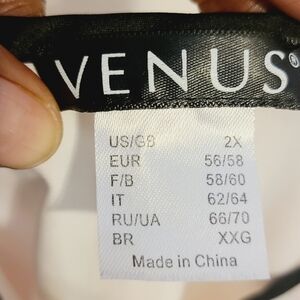 VENUS®
US/GB 2X
EUR 56/58
F/B 58/60
IT 62/64
RU/UA 66/70
BR XXG
Made in China